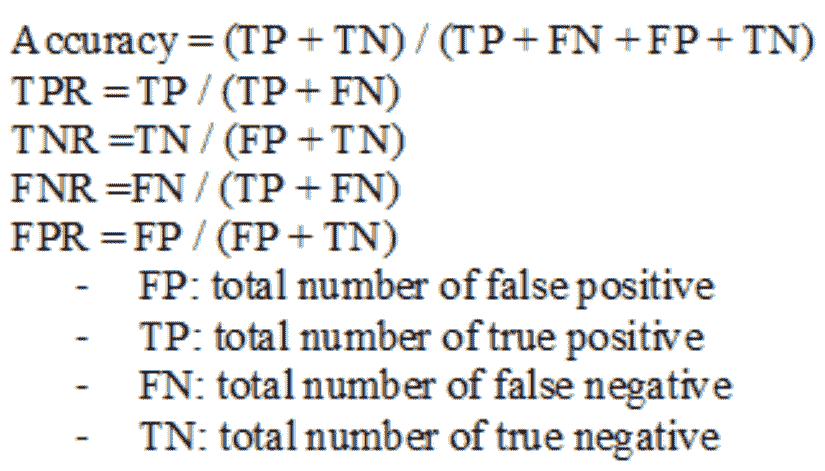 Accuracy = (TP + TN) / (TP + FN + FP + TN)
TPR = TP / (TP + FN)
TNR =TN / (FP + TN)
FNR =FN / (TP + FN)
FPR = FP / (FP + TN)
- FP: total number of false positive
- TP: total number of true positive
- FN: total number of false negative
- TN: total number of true negative